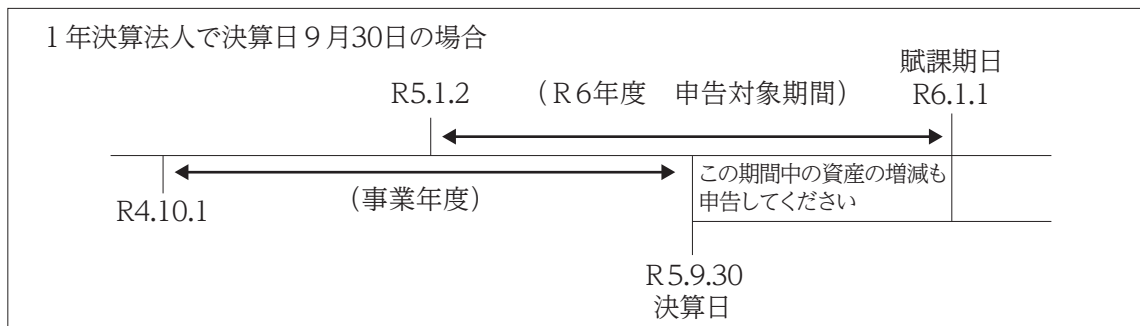 1年決算法人で決算日9月30日の場合
賦課期日
R5.1.2 （R6年度 申告対象期間） R6.1.1
この期間中の資産の増減も
申告してください
R4.10.1 （事業年度）
R5.9.30
決算日